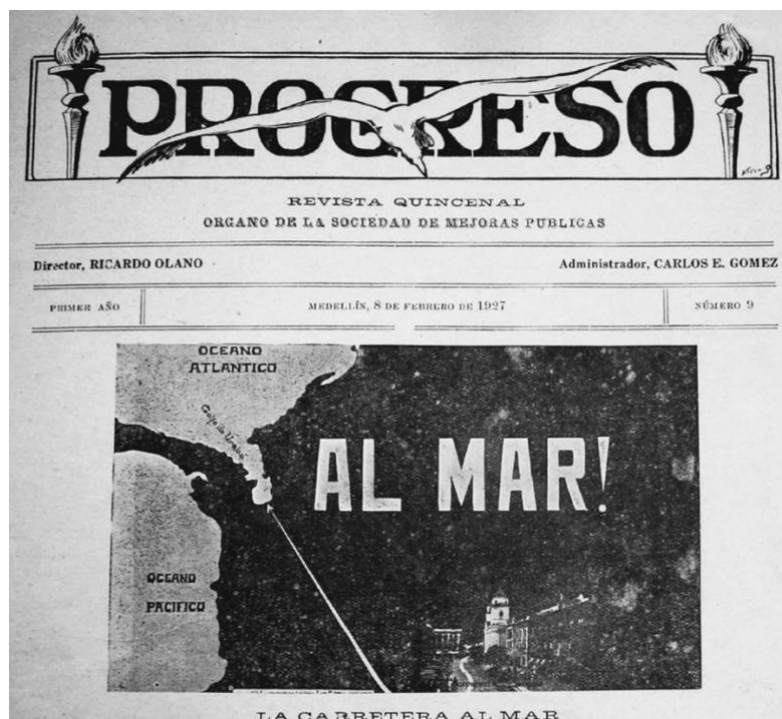 PROGRESO
REVISTA QUINCENAL
ORGANO DE LA SOCIEDAD DE MEJORAS PUBLICAS
Director, RICARDO OLANO
Administrador, CARLOS E. GOMEZ
PRIMER AÑO
MEDELLÍN, 8 DE FEBRERO DE 1927
NÚMERO 9
OCEANO
ATLANTICO
Golfo de Urabá
AL MAR!
OCEANO
PACIFICO
LA CARRETERA AL MAR